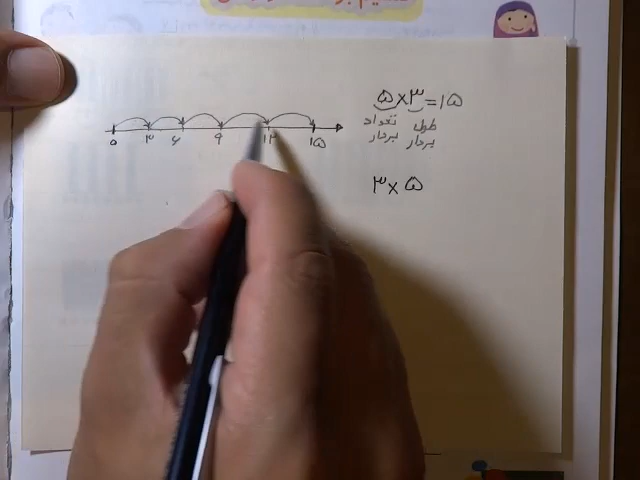 ۵×۳=۱۵
تعداد بردار
طول بردار
۳×۵
۰ ۳ ۶ ۹ ۱۲ ۱۵